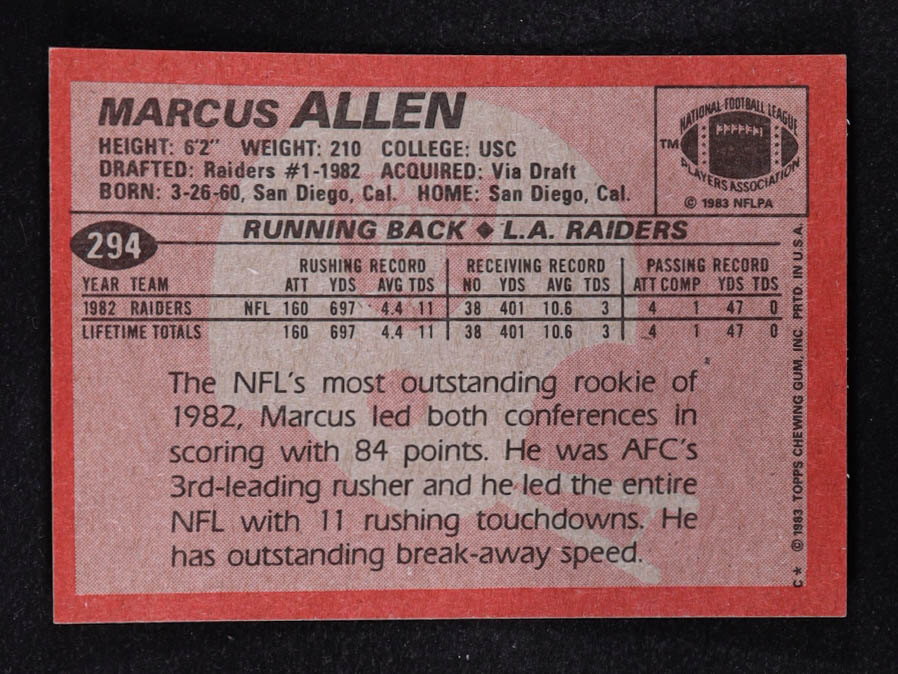 MARCUS ALLEN
HEIGHT: 6'2" WEIGHT: 210 COLLEGE: USC
DRAFTED: Raiders #1-1982 ACQUIRED: Via Draft
BORN: 3-26-60, San Diego, Cal. HOME: San Diego, Cal.
NATIONAL FOOTBALL LEAGUE
TM
PLAYERS ASSOCIATION
© 1983 NFLPA
294
RUNNING BACK ◆ L.A. RAIDERS
RUSHING RECORD RECEIVING RECORD PASSING RECORD
YEAR TEAM ATT YDS AVG TDS NO YDS AVG TDS ATT COMP YDS TDS
1982 RAIDERS NFL 160 697 4.4 11 38 401 10.6 3 4 1 47 0
LIFETIME TOTALS 160 697 4.4 11 38 401 10.6 3 4 1 47 0
The NFL's most outstanding rookie of
1982, Marcus led both conferences in
scoring with 84 points. He was AFC's
3rd-leading rusher and he led the entire
NFL with 11 rushing touchdowns. He
has outstanding break-away speed.
C* © 1983 TOPPS CHEWING GUM, INC. PRTD. IN U.S.A.